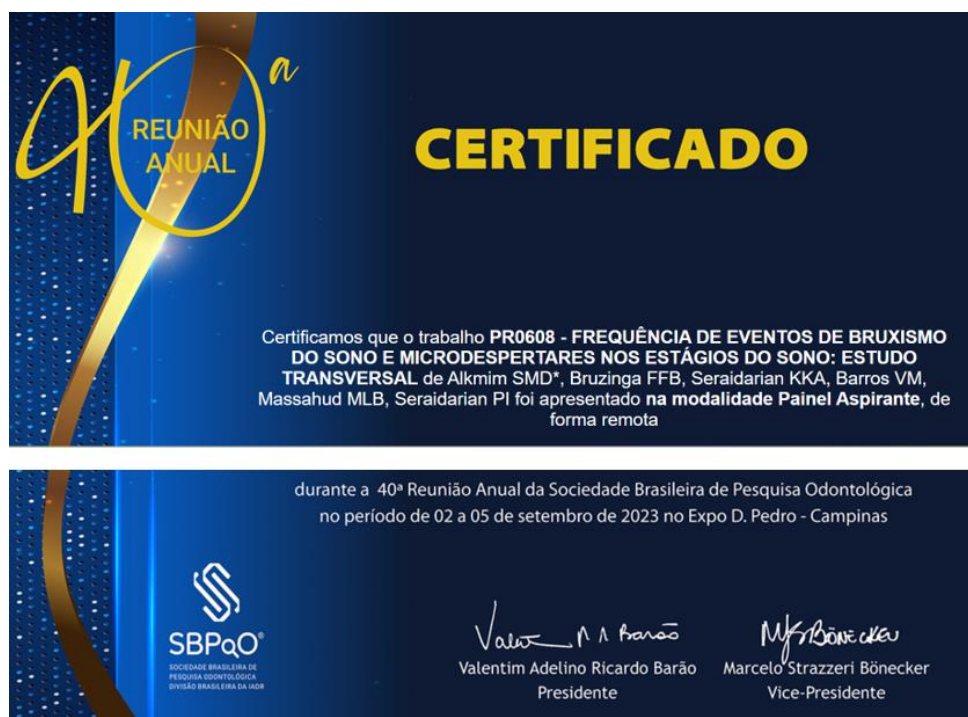 40ª
REUNIÃO
ANUAL
CERTIFICADO
Certificamos que o trabalho PR0608 - FREQUÊNCIA DE EVENTOS DE BRUXISMO
DO SONO E MICRODESPERTARES NOS ESTÁGIOS DO SONO: ESTUDO
TRANSVERSAL de Alkmim SMD*, Bruzinga FFB, Seraidarian KKA, Barros VM,
Massahud MLB, Seraidarian PI foi apresentado na modalidade Painel Aspirante, de
forma remota
durante a 40ª Reunião Anual da Sociedade Brasileira de Pesquisa Odontológica
no período de 02 a 05 de setembro de 2023 no Expo D. Pedro - Campinas
SBPqO®
SOCIEDADE BRASILEIRA DE
PESQUISA ODONTOLÓGICA
DIVISÃO BRASILEIRA DA IADR
Valentim Adelino Ricardo Barão
Presidente
Marcelo Strazzeri Bönecker
Vice-Presidente